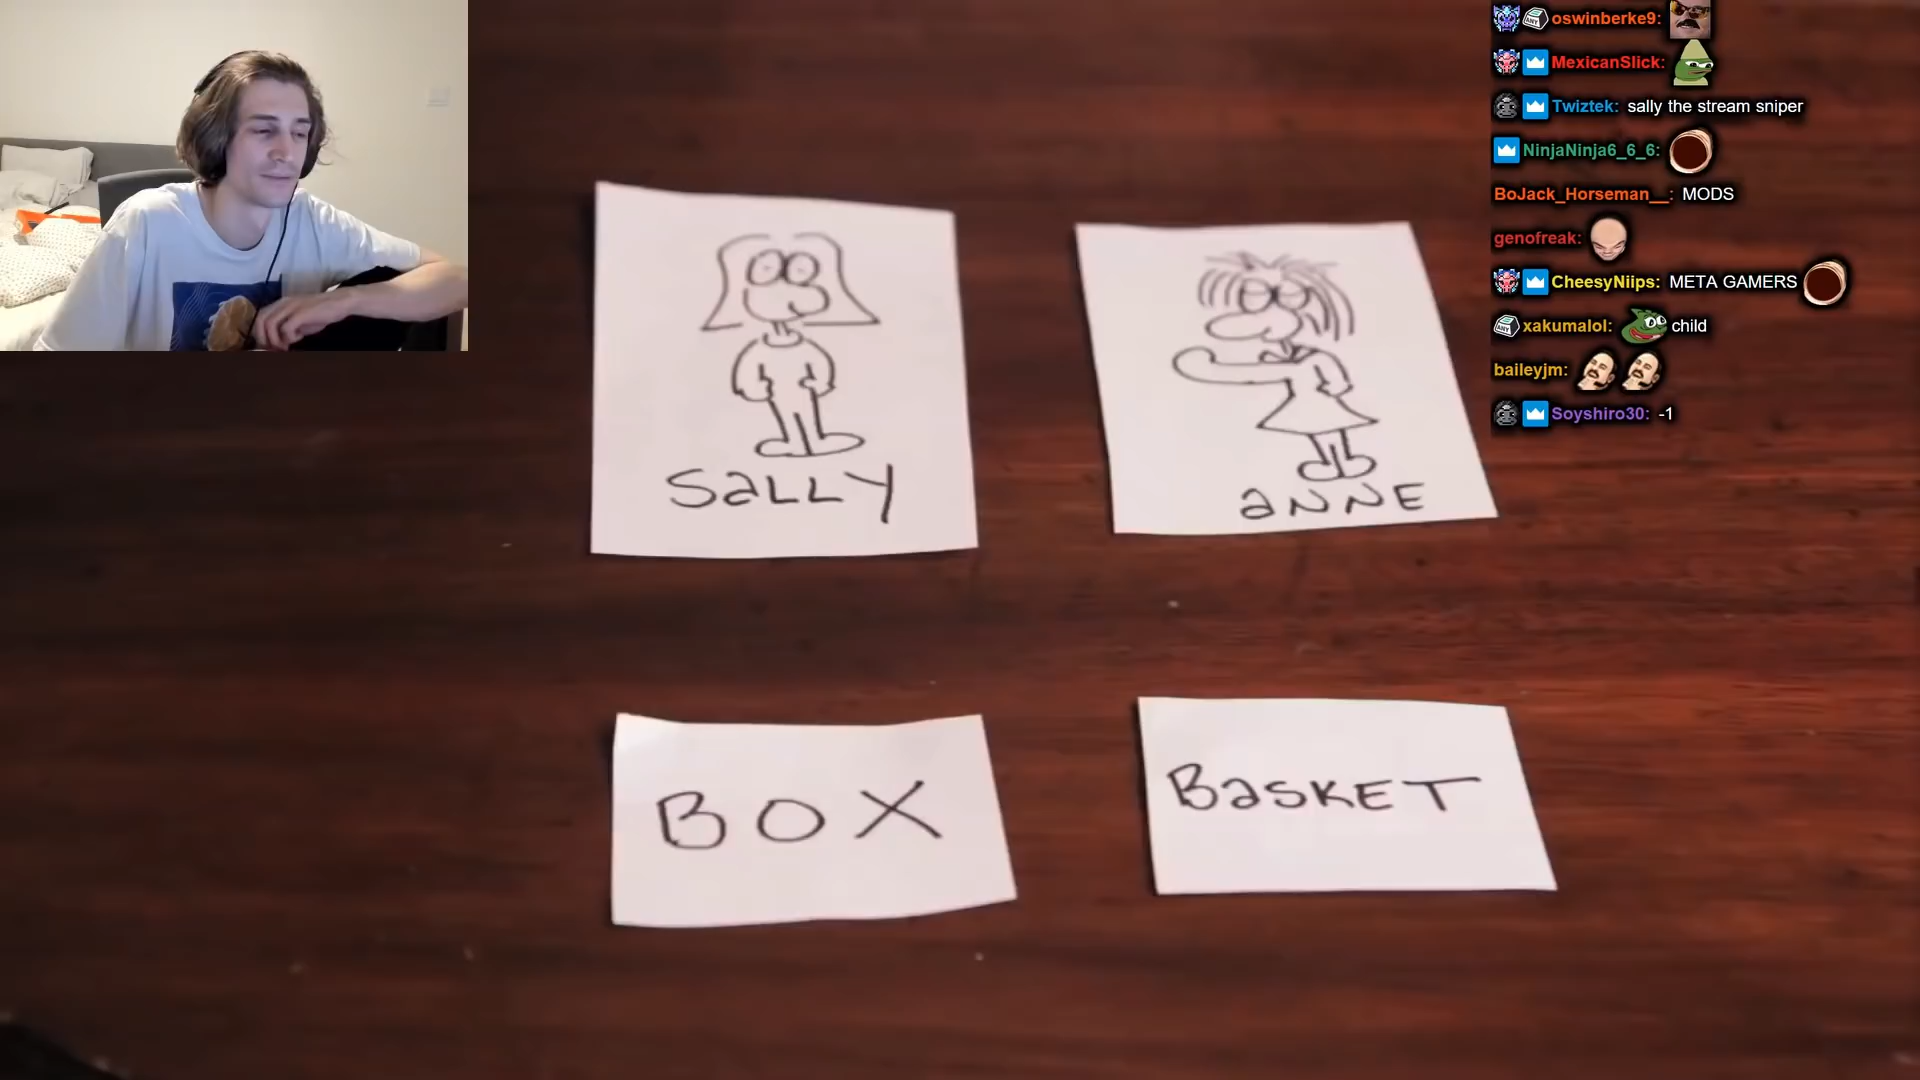 oswinberke9:
MexicanSlick:
Twiztek: sally the stream sniper
NinjaNinja6_6_6:
BoJack_Horseman__: MODS
genofreak:
CheesyNiips: META GAMERS
xakumalol: child
baileyjm:
Soyshiro30: -1
SaLLY
aNNE
BOX
BaSKET